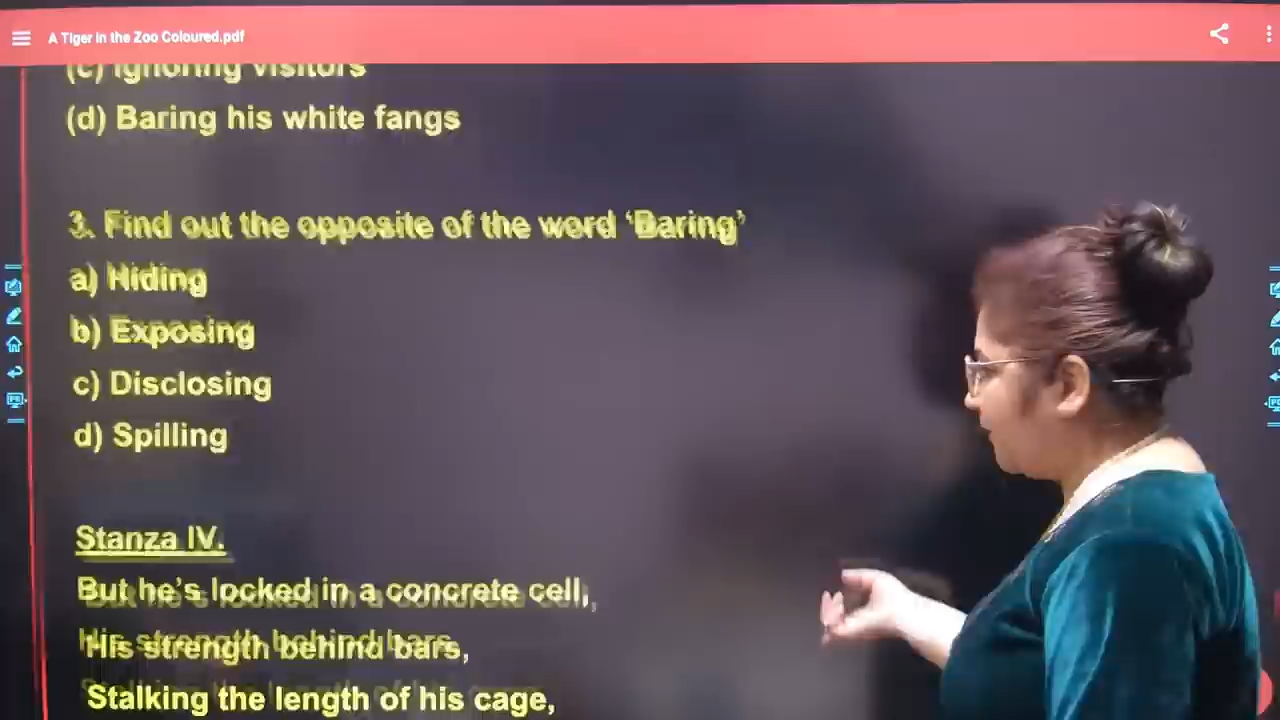 A Tiger in the Zoo Coloured.pdf
(c) Ignoring visitors
(d) Baring his white fangs
3. Find out the opposite of the word ‘Baring’
a) Hiding
b) Exposing
c) Disclosing
d) Spilling
Stanza IV.
But he’s locked in a concrete cell,
His strength behind bars,
Stalking the length of his cage,